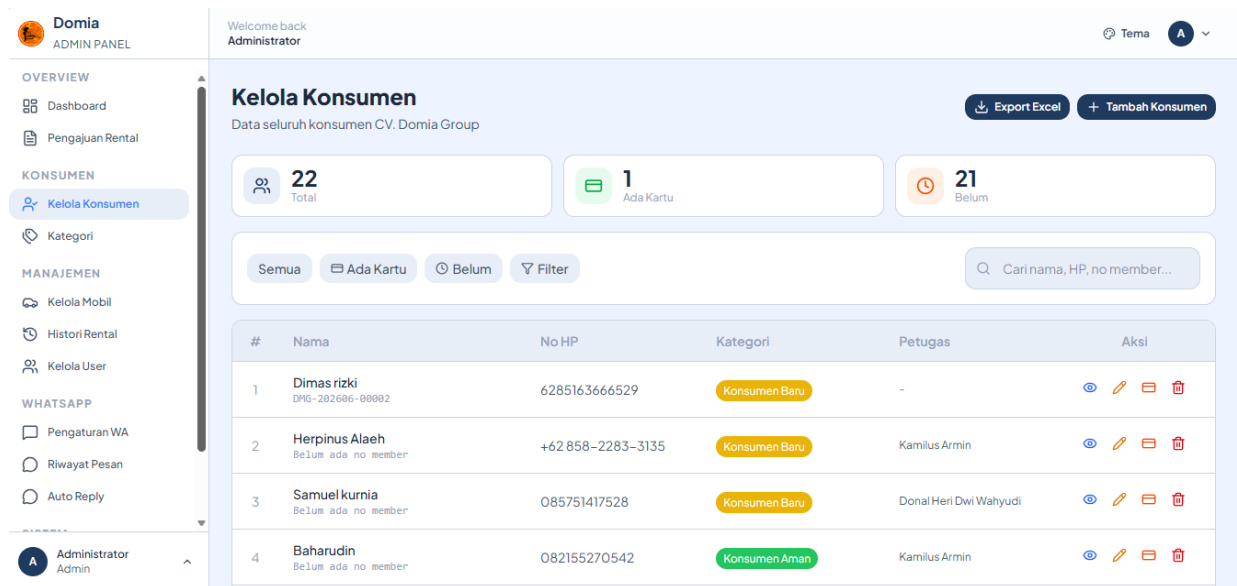 Domia
ADMIN PANEL
OVERVIEW
Dashboard
Pengajuan Rental
KONSUMEN
Kelola Konsumen
Kategori
MANAJEMEN
Kelola Mobil
Histori Rental
Kelola User
WHATSAPP
Pengaturan WA
Riwayat Pesan
Auto Reply
A
Administrator
Admin
Welcome back
Administrator
Tema
A
Kelola Konsumen
Data seluruh konsumen CV. Domia Group
Export Excel
+ Tambah Konsumen
22
Total
1
Ada Kartu
21
Belum
Semua
Ada Kartu
Belum
Filter
Cari nama, HP, no member...
# Nama No HP Kategori Petugas Aksi
1 Dimas rizki 6285163666529 Konsumen Baru -
DMG-202606-00002
2 Herpinus Alaeh +62 858-2283-3135 Konsumen Baru Kamilus Armin
Belum ada no member
3 Samuel kurnia 085751417528 Konsumen Baru Donal Heri Dwi Wahyudi
Belum ada no member
4 Baharudin 082155270542 Konsumen Aman Kamilus Armin
Belum ada no member